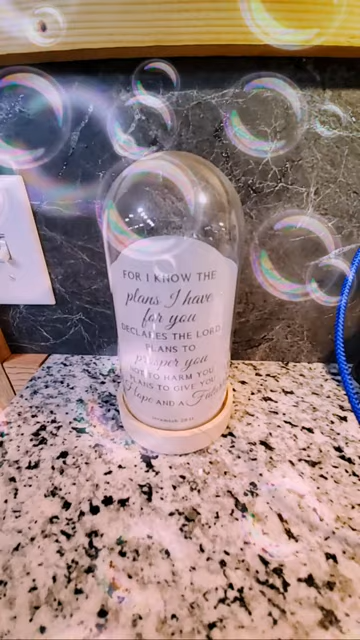 FOR I KNOW THE
plans I have
for you
DECLARES THE LORD
PLANS TO
prosper you
NOT TO HARM YOU
PLANS TO GIVE YOU
Hope AND A Future